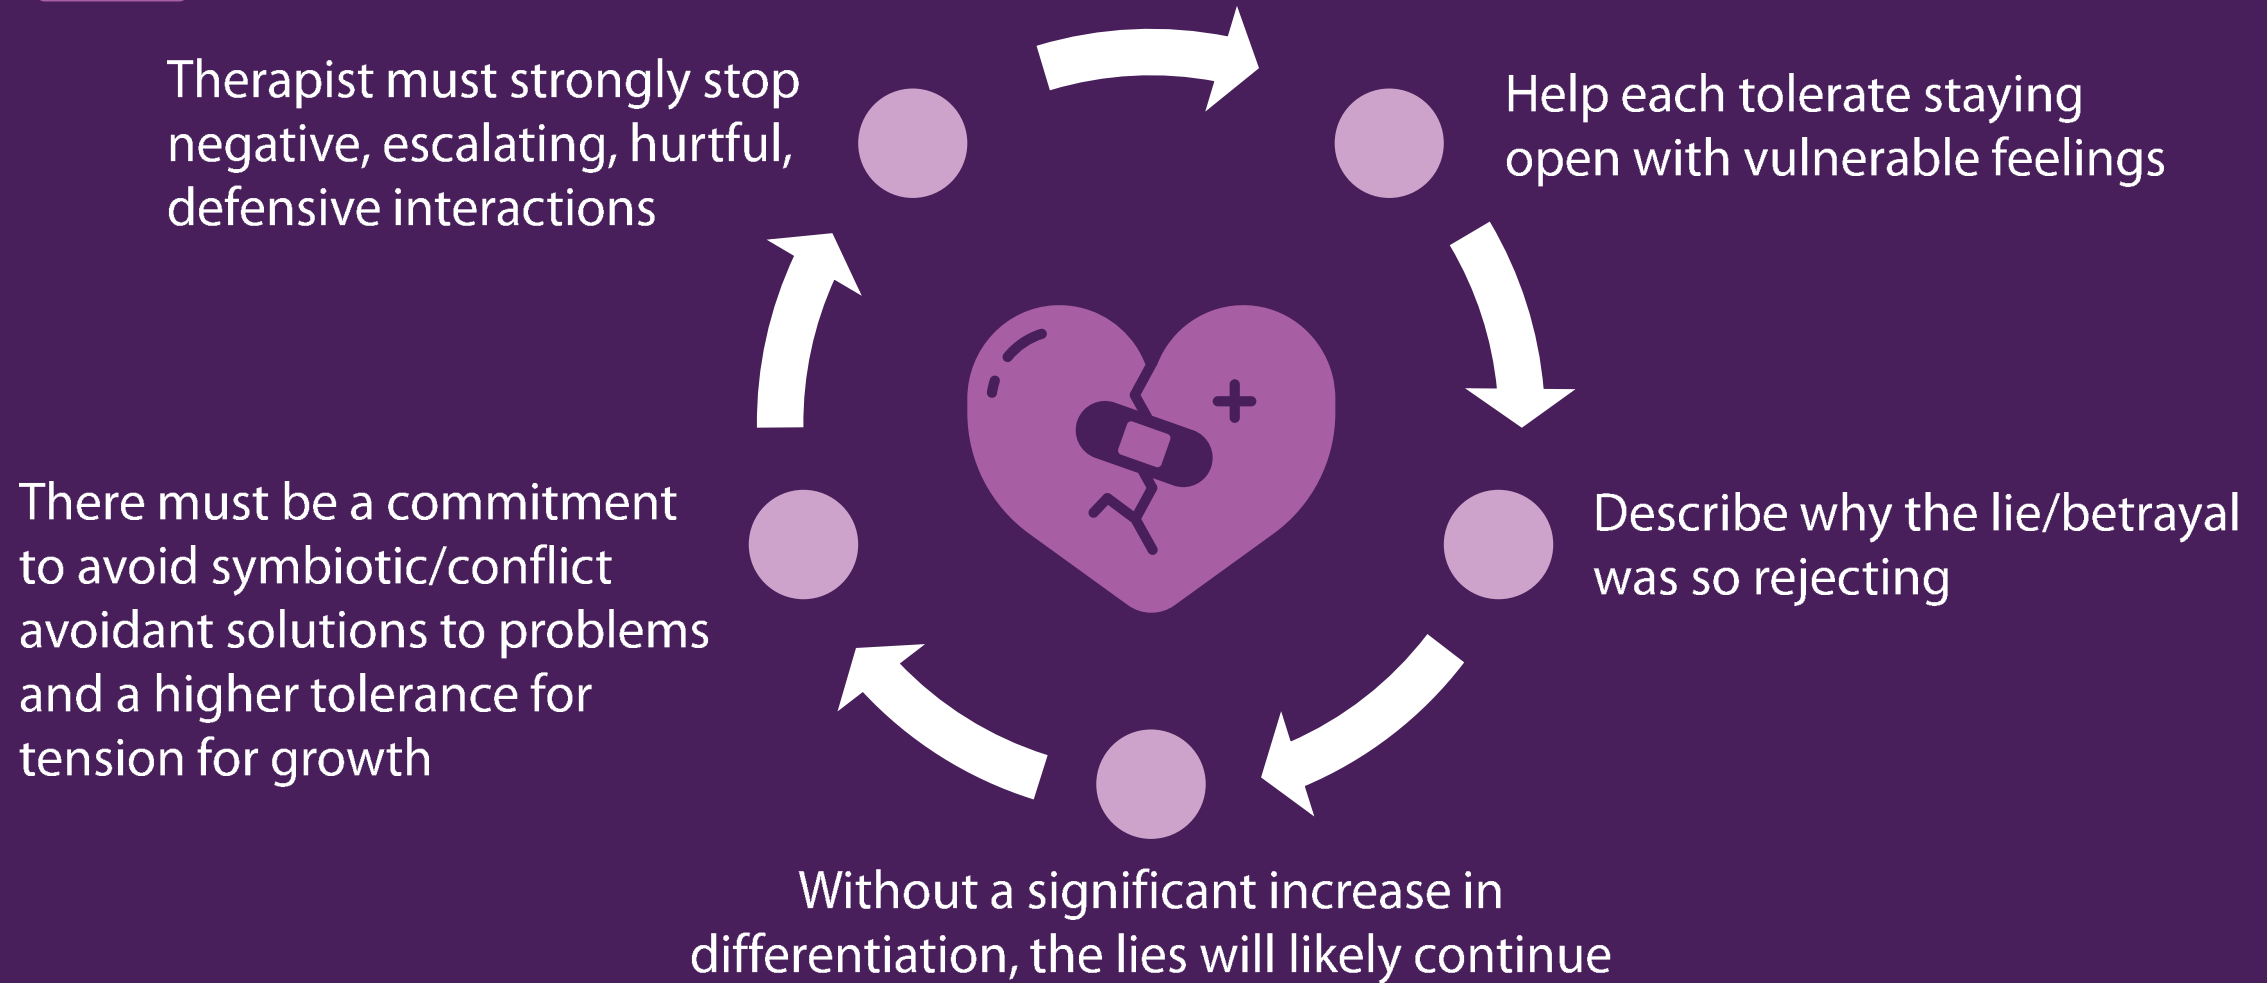 Therapist must strongly stop
negative, escalating, hurtful,
defensive interactions
Help each tolerate staying
open with vulnerable feelings
Describe why the lie/betrayal
was so rejecting
Without a significant increase in
differentiation, the lies will likely continue
There must be a commitment
to avoid symbiotic/conflict
avoidant solutions to problems
and a higher tolerance for
tension for growth